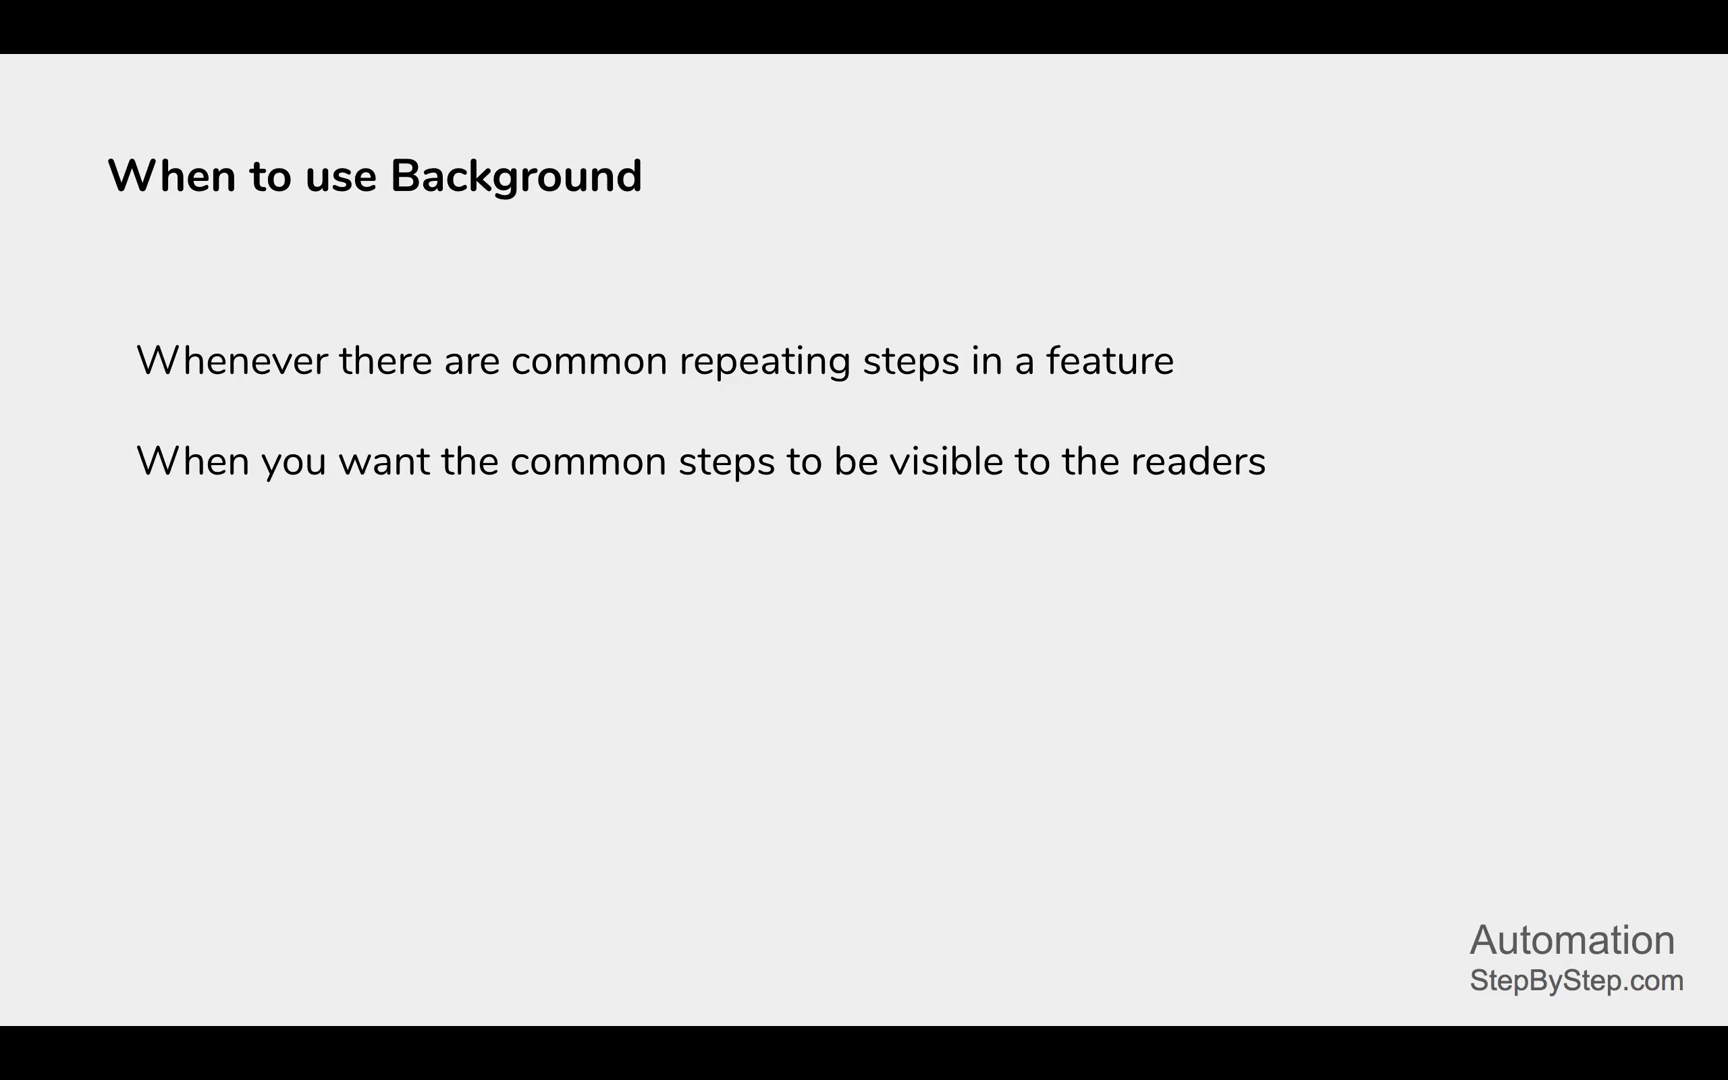 When to use Background
Whenever there are common repeating steps in a feature
When you want the common steps to be visible to the readers
Automation
StepByStep.com